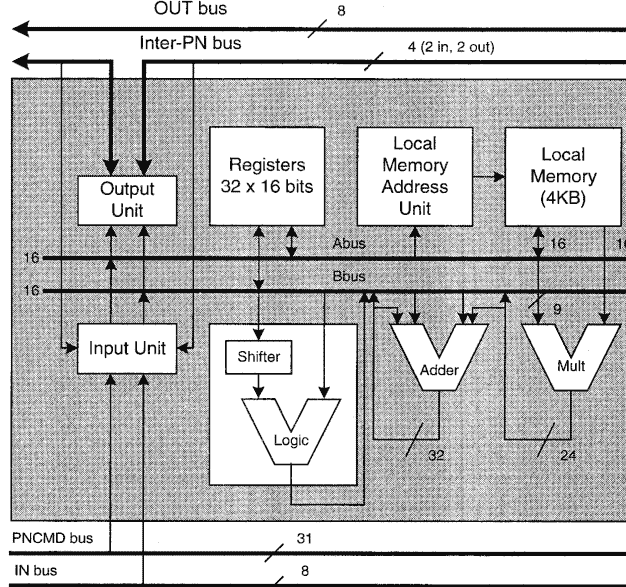 OUT bus
8
Inter-PN bus
4 (2 in, 2 out)
Output
Unit
Registers
32 x 16 bits
Local
Memory
Address
Unit
Local
Memory
(4KB)
16
Abus
16
16
Bbus
9
Input Unit
Shifter
Logic
Adder
Mult
32
24
PNCMD bus
31
IN bus
8